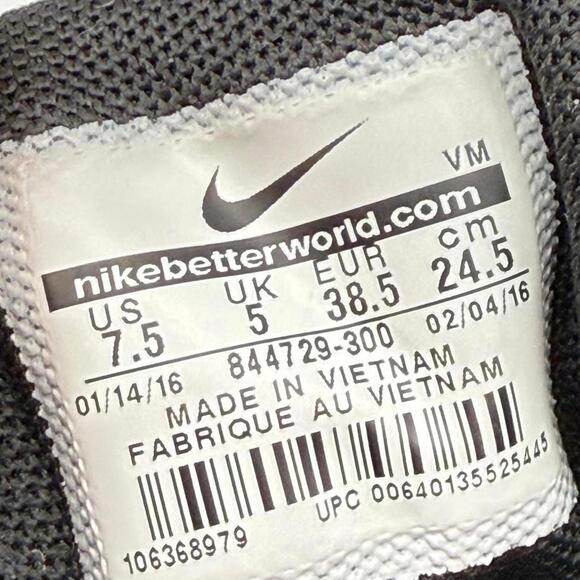 VM
nikebetterworld.com
US UK EUR cm
7.5 5 38.5 24.5
01/14/16 844729-300 02/04/16
MADE IN VIETNAM
FABRIQUE AU VIETNAM
106368979 UPC 00640135525445